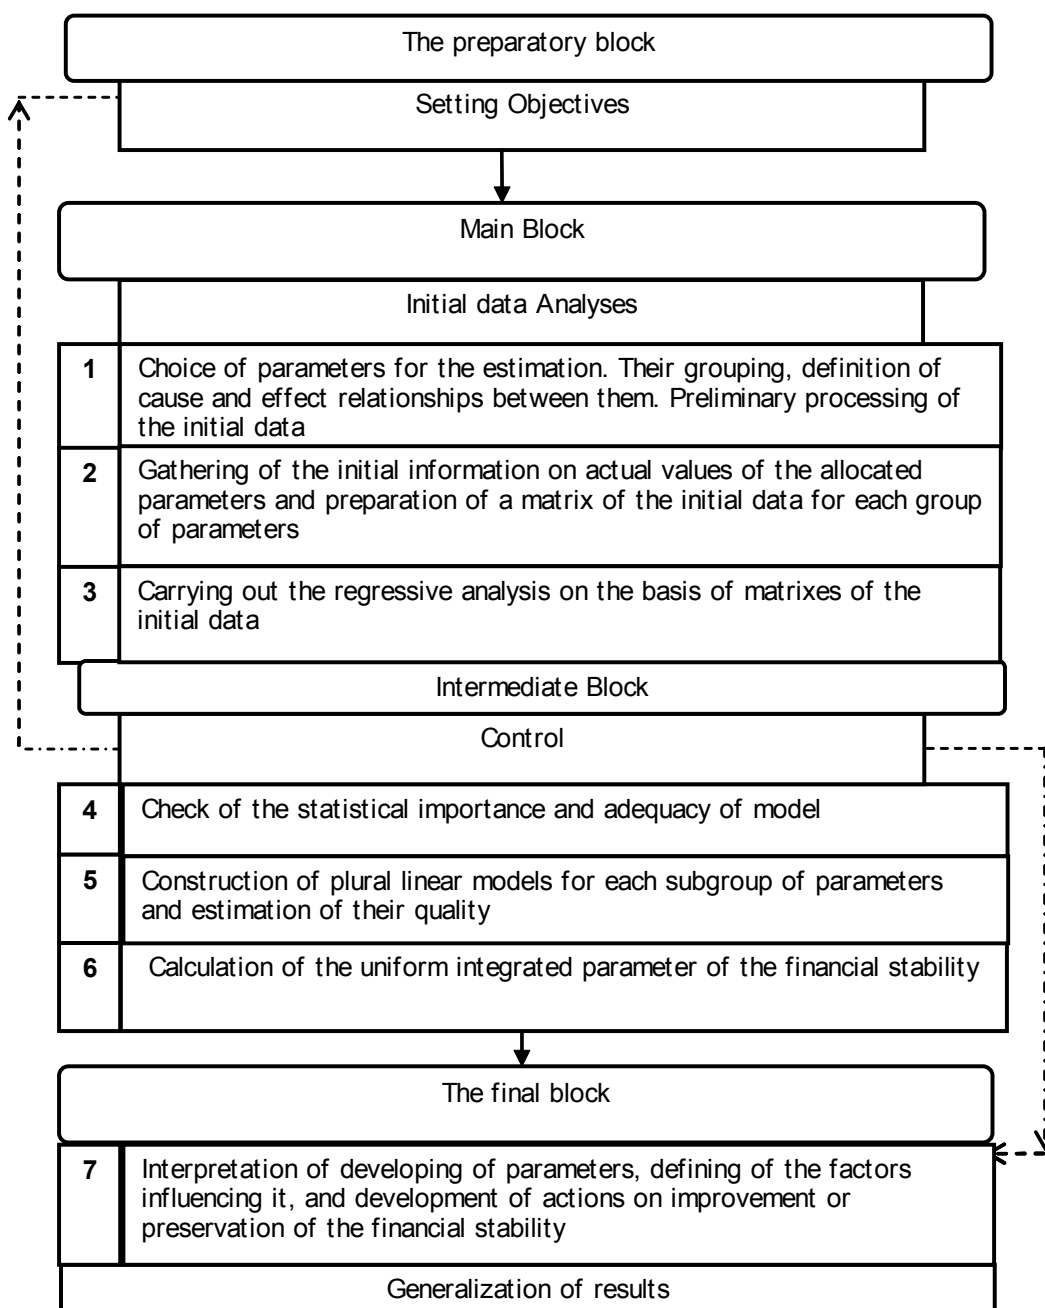 The preparatory block
Setting Objectives
Main Block
Initial data Analyses
1
Choice of parameters for the estimation. Their grouping, definition of
cause and effect relationships between them. Preliminary processing of
the initial data
2
Gathering of the initial information on actual values of the allocated
parameters and preparation of a matrix of the initial data for each group
of parameters
3
Carrying out the regressive analysis on the basis of matrixes of the
initial data
Intermediate Block
Control
4
Check of the statistical importance and adequacy of model
5
Construction of plural linear models for each subgroup of parameters
and estimation of their quality
6
Calculation of the uniform integrated parameter of the financial stability
The final block
7
Interpretation of developing of parameters, defining of the factors
influencing it, and development of actions on improvement or
preservation of the financial stability
Generalization of results